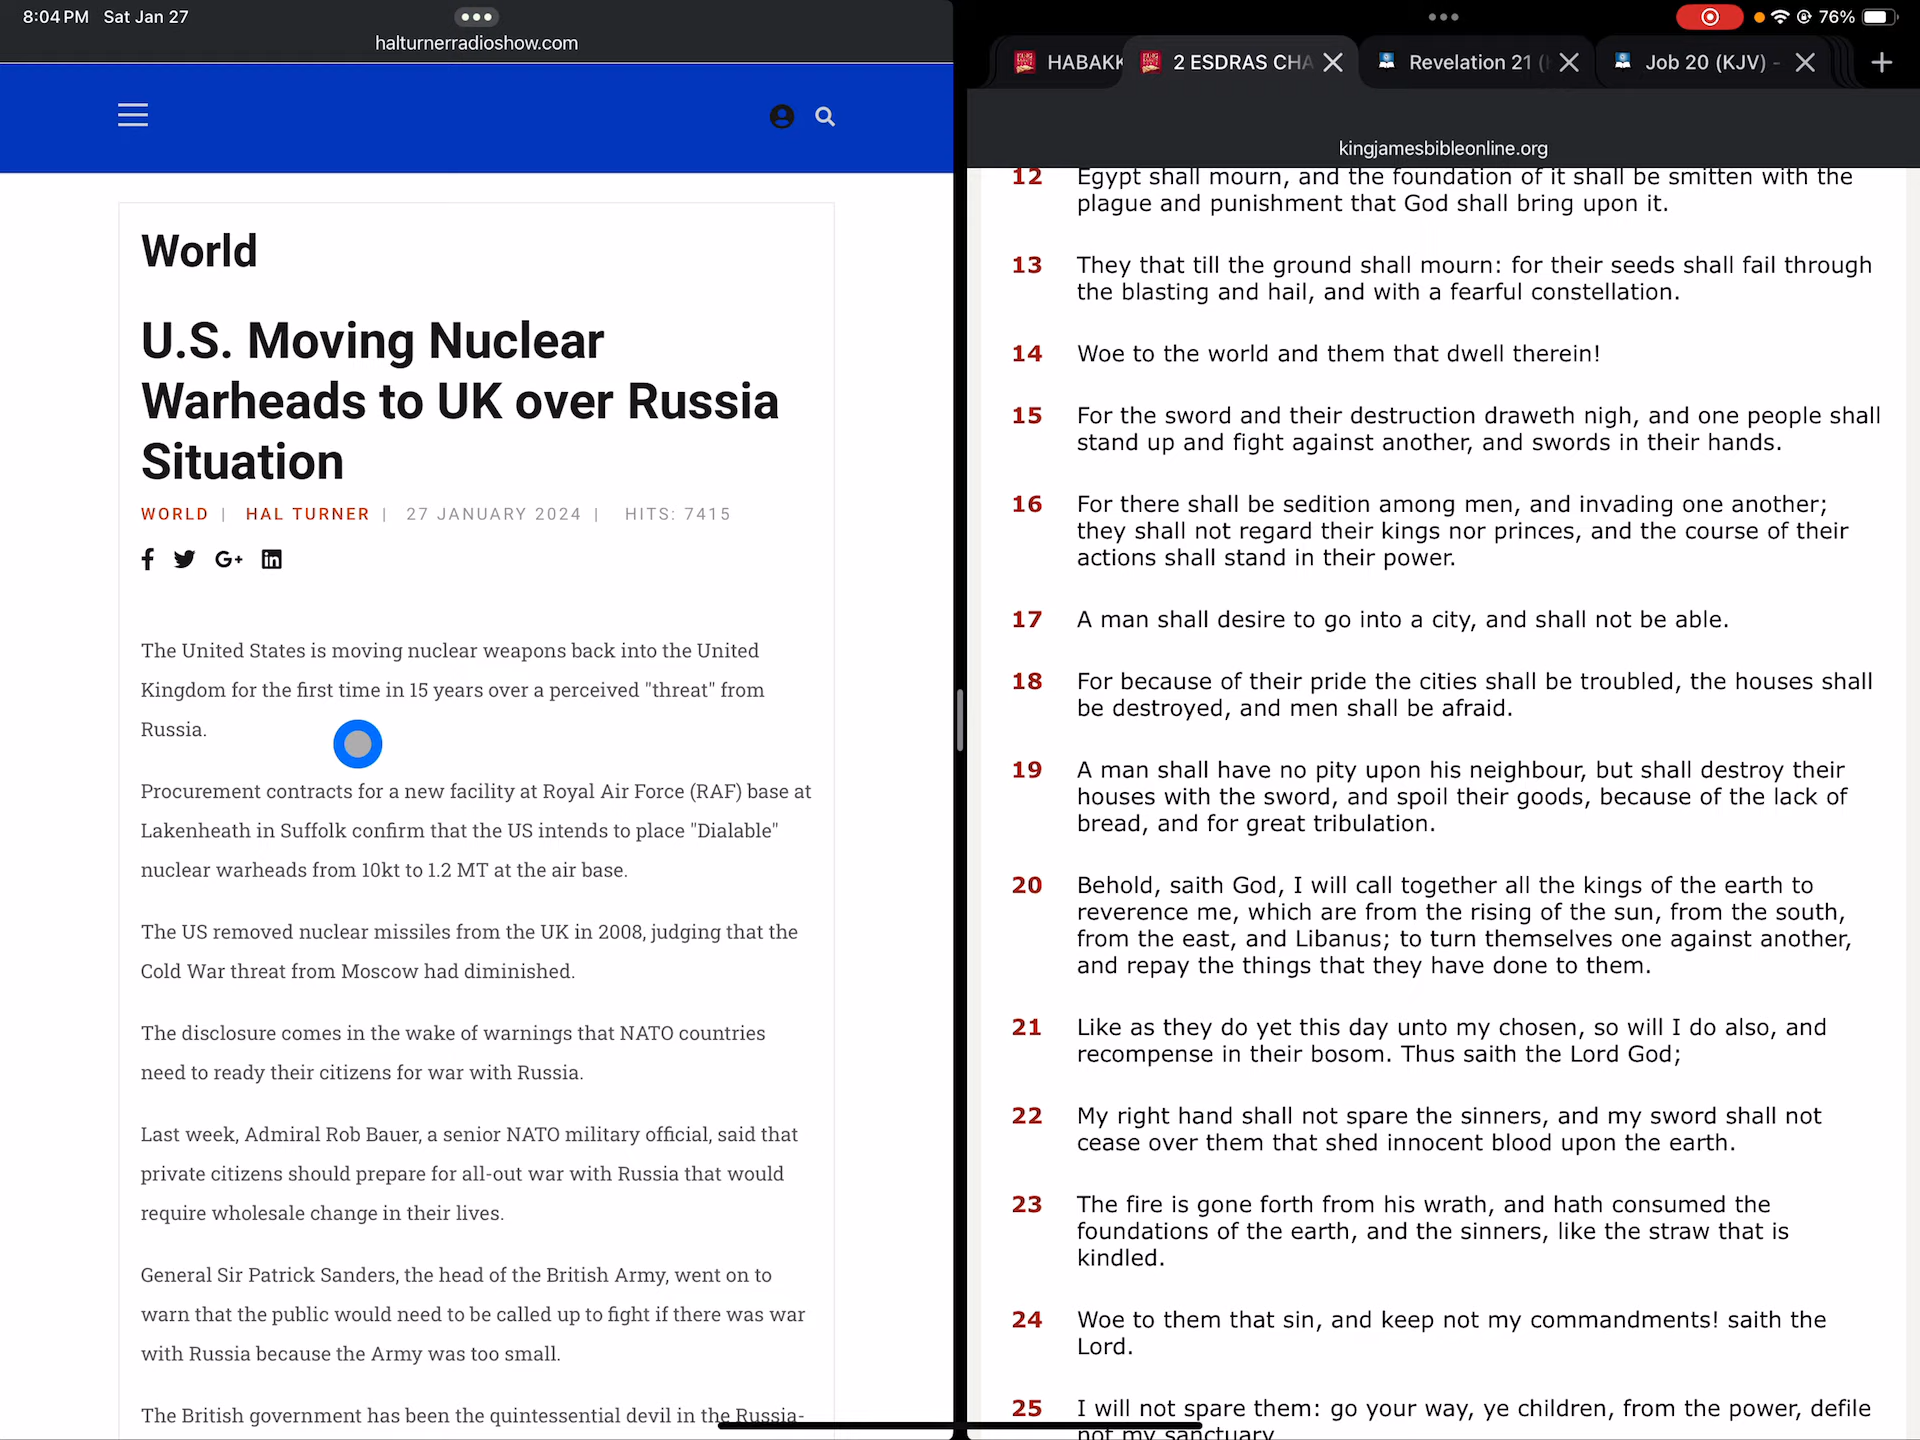 8:04 PM Sat Jan 27
halturnerradioshow.com
World
U.S. Moving Nuclear
Warheads to UK over Russia
Situation
WORLD | HAL TURNER | 27 JANUARY 2024 | HITS: 7415
G+ in
The United States is moving nuclear weapons back into the United
Kingdom for the first time in 15 years over a perceived "threat" from
Russia.
Procurement contracts for a new facility at Royal Air Force (RAF) base at
Lakenheath in Suffolk confirm that the US intends to place "Dialable"
nuclear warheads from 10kt to 1.2 MT at the air base.
The US removed nuclear missiles from the UK in 2008, judging that the
Cold War threat from Moscow had diminished.
The disclosure comes in the wake of warnings that NATO countries
need to ready their citizens for war with Russia.
Last week, Admiral Rob Bauer, a senior NATO military official, said that
private citizens should prepare for all-out war with Russia that would
require wholesale change in their lives.
General Sir Patrick Sanders, the head of the British Army, went on to
warn that the public would need to be called up to fight if there was war
with Russia because the Army was too small.
The British government has been the quintessential devil in the Russia-
76%
HABAKK
2 ESDRAS CHA
Revelation 21 (
Job 20 (KJV) -
kingjamesbibleonline.org
12 Egypt shall mourn, and the foundation of it shall be smitten with the
plague and punishment that God shall bring upon it.
13 They that till the ground shall mourn: for their seeds shall fail through
the blasting and hail, and with a fearful constellation.
14 Woe to the world and them that dwell therein!
15 For the sword and their destruction draweth nigh, and one people shall
stand up and fight against another, and swords in their hands.
16 For there shall be sedition among men, and invading one another;
they shall not regard their kings nor princes, and the course of their
actions shall stand in their power.
17 A man shall desire to go into a city, and shall not be able.
18 For because of their pride the cities shall be troubled, the houses shall
be destroyed, and men shall be afraid.
19 A man shall have no pity upon his neighbour, but shall destroy their
houses with the sword, and spoil their goods, because of the lack of
bread, and for great tribulation.
20 Behold, saith God, I will call together all the kings of the earth to
reverence me, which are from the rising of the sun, from the south,
from the east, and Libanus; to turn themselves one against another,
and repay the things that they have done to them.
21 Like as they do yet this day unto my chosen, so will I do also, and
recompense in their bosom. Thus saith the Lord God;
22 My right hand shall not spare the sinners, and my sword shall not
cease over them that shed innocent blood upon the earth.
23 The fire is gone forth from his wrath, and hath consumed the
foundations of the earth, and the sinners, like the straw that is
kindled.
24 Woe to them that sin, and keep not my commandments! saith the
Lord.
25 I will not spare them: go your way, ye children, from the power, defile
not my sanctuary